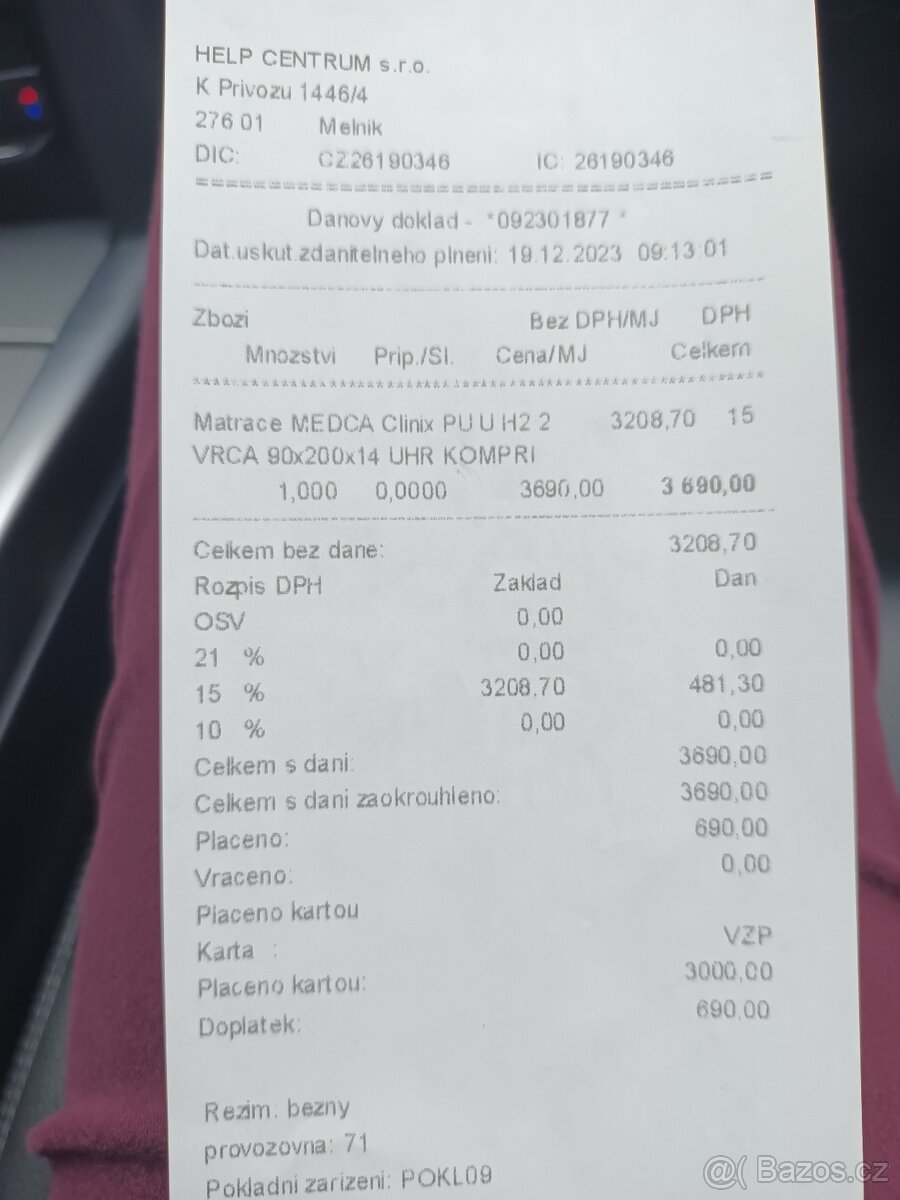 HELP CENTRUM s.r.o.
K Privozu 1446/4
276 01 Melnik
DIC: CZ26190346 IC: 26190346
================================================
Danovy doklad - *092301877 *
Dat.uskut.zdanitelneho plneni: 19.12.2023 09:13:01
Zbozi Bez DPH/MJ DPH
Mnozstvi Prip./Sl. Cena/MJ Celkem
Matrace MEDCA Clinix PU U H2 2 3208,70 15
VRCA 90x200x14 UHR KOMPRI
1,000 0,0000 3690,00 3 690,00
Celkem bez dane: 3208,70
Rozpis DPH Zaklad Dan
OSV 0,00
21 % 0,00 0,00
15 % 3208,70 481,30
10 % 0,00 0,00
Celkem s dani: 3690,00
Celkem s dani zaokrouhleno: 3690,00
Placeno: 690,00
Vraceno: 0,00
Placeno kartou
Karta : VZP
Placeno kartou: 3000,00
Doplatek: 690,00
Rezim: bezny
provozovna: 71
Pokladni zarizeni: POKL09
@( Bazos.cz